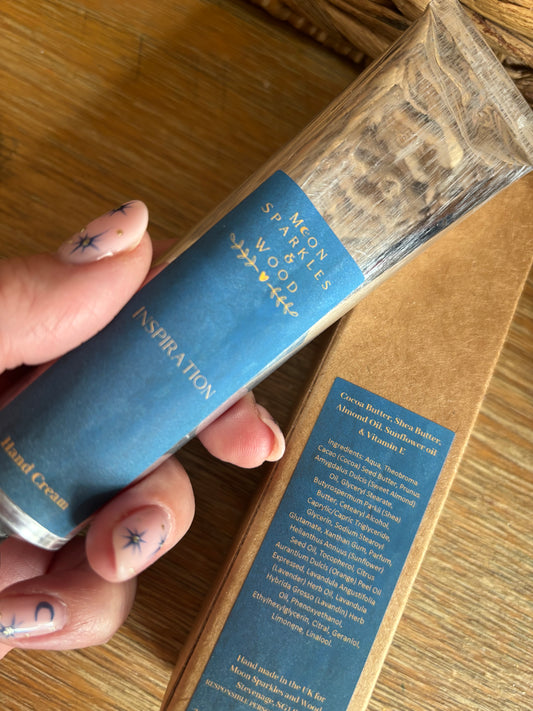 MOON
SPARKLES
&
WOOD
INSPIRATION
Hand Cream
Cocoa Butter, Shea Butter,
Almond Oil, Sunflower oil
& Vitamin E
Ingredients: Aqua, Theobroma
Cacao (Cocoa) Seed Butter, Prunus
Amygdalus Dulcis (Sweet Almond)
Oil, Glyceryl Stearate,
Butyrospermum Parkii (Shea)
Butter, Cetearyl Alcohol,
Caprylic/Capric Triglyceride,
Glycerin, Sodium Stearoyl
Glutamate, Xanthan Gum, Parfum,
Helianthus Annuus (Sunflower)
Seed Oil, Tocopherol, Citrus
Aurantium Dulcis (Orange) Peel Oil
Expressed, Lavandula Angustifolia
(Lavender) Herb Oil, Lavandula
Hybrida Grosso (Lavandin) Herb
Oil, Phenoxyethanol,
Ethylhexylglycerin, Citral, Geraniol,
Limonene, Linalool.
Hand made in the UK for
Moon Sparkles and Wood
Stevenage, SG1
RESPONSIBLE